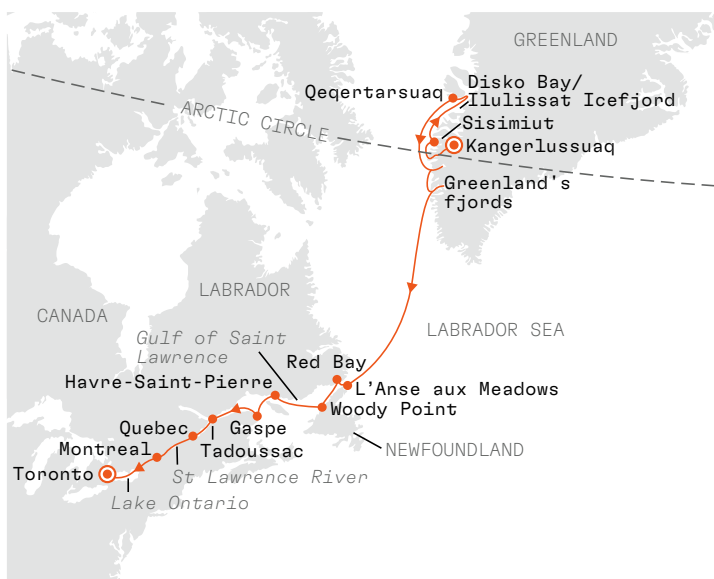 GREENLAND
Qeqertarsuaq
Disko Bay/
Ilulissat Icefjord
ARCTIC CIRCLE
Sisimiut
Kangerlussuaq
Greenland's
fjords
LABRADOR
CANADA
LABRADOR SEA
Gulf of Saint
Lawrence
Red Bay
Havre-Saint-Pierre
L'Anse aux Meadows
Woody Point
Quebec
Gaspe
Montreal
Tadoussac
NEWFOUNDLAND
Toronto
St Lawrence River
Lake Ontario